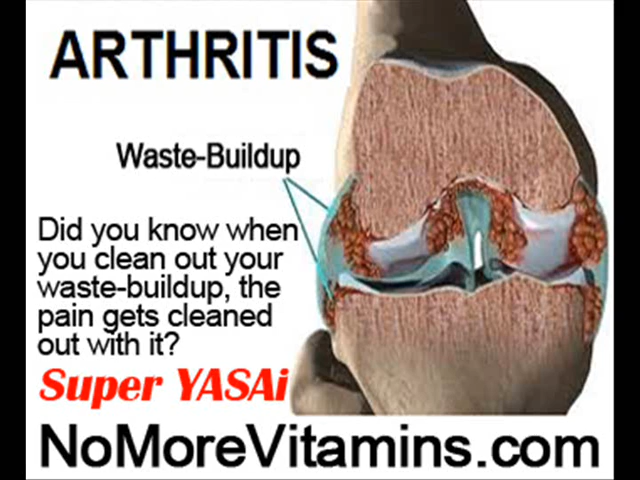 ARTHRITIS
Waste-Buildup
Did you know when
you clean out your
waste-buildup, the
pain gets cleaned
out with it?
Super YASAi
NoMoreVitamins.com